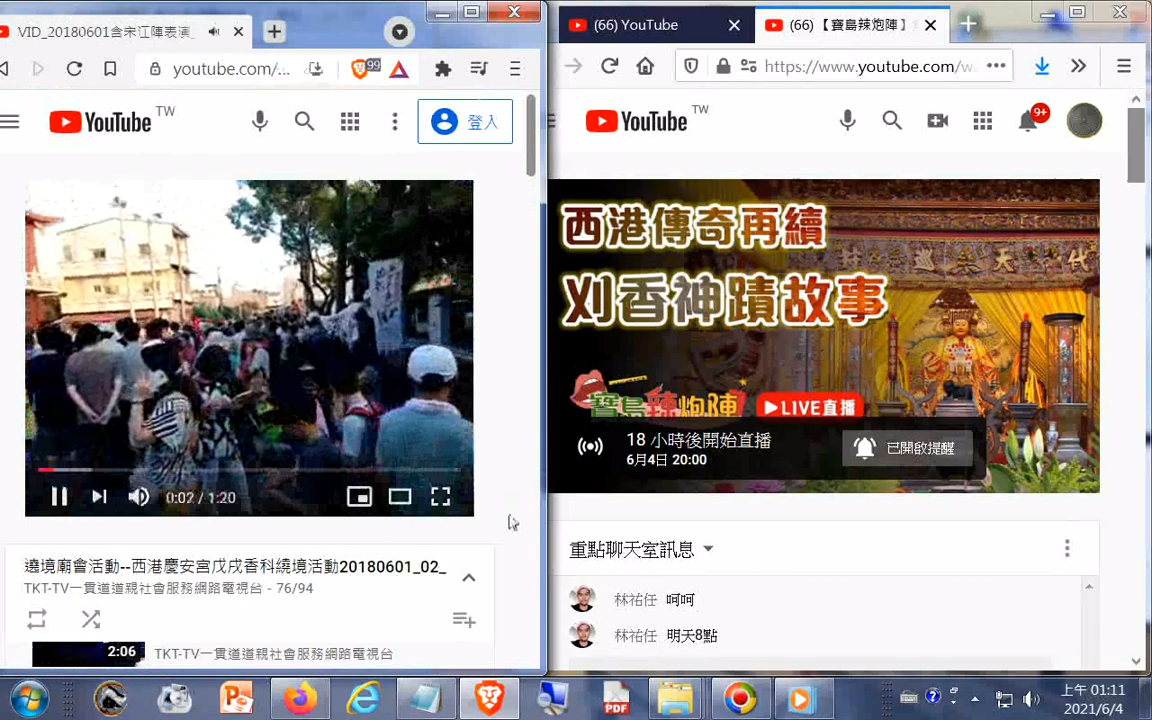 VID_20180601含宋江陣表演_
youtube.com/...
99
YouTube TW
登入
0:02 / 1:20
遶境廟會活動--西港慶安宮戊戌香科繞境活動20180601_02_
TKT-TV一貫道道親社會服務網路電視台 - 76/94
2:06
TKT-TV一貫道道親社會服務網路電視台
(66) YouTube
(66) 【寶島辣炮陣】
https://www.youtube.com/w
YouTube TW
9+
西港傳奇再續
刈香神蹟故事
寶島辣炮陣
LIVE直播
18 小時後開始直播
6月4日 20:00
已開啟提醒
重點聊天室訊息
林祐任 呵呵
林祐任 明天8點
PDF
上午 01:11
2021/6/4